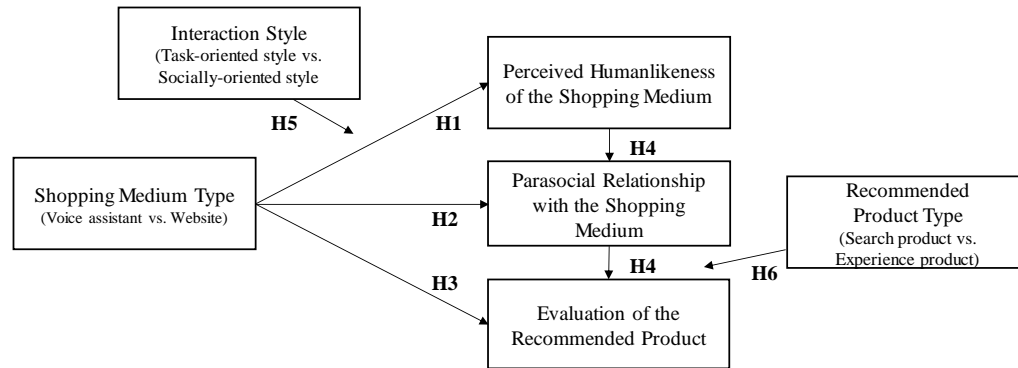 Interaction Style
(Task-oriented style vs.
Socially-oriented style
H5
H1
Perceived Humanlikeness
of the Shopping Medium
H4
Shopping Medium Type
(Voice assistant vs. Website)
H2
Parasocial Relationship
with the Shopping
Medium
Recommended
Product Type
(Search product vs.
Experience product)
H3
H4
H6
Evaluation of the
Recommended Product